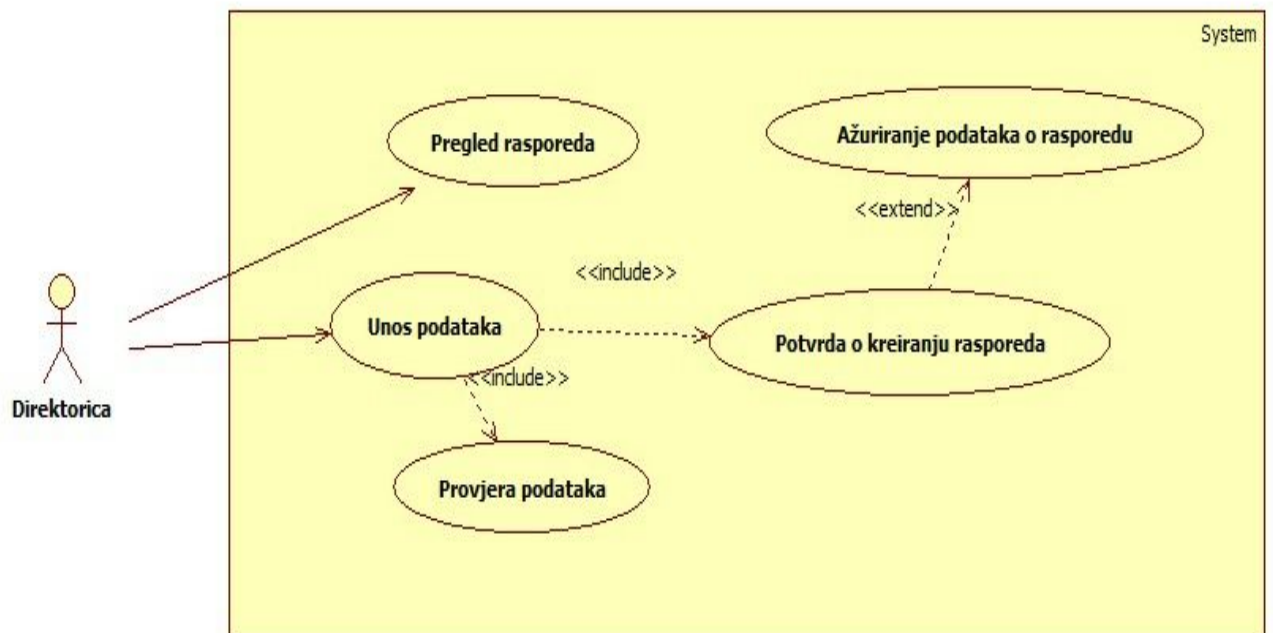 System
Pregled rasporeda
Ažuriranje podataka o rasporedu
<<extend>>
<<include>>
Unos podataka
Potvrda o kreiranju rasporeda
<<include>>
Direktorica
Provjera podataka